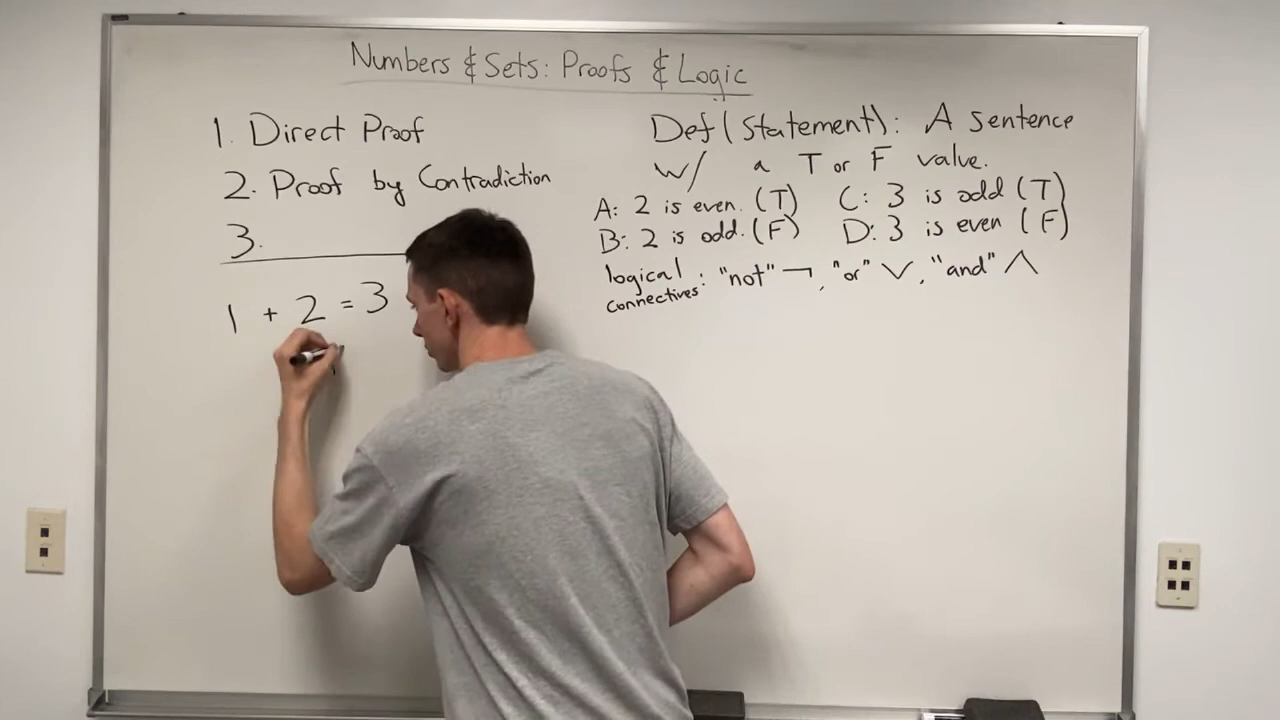 Numbers & Sets: Proofs & Logic
1. Direct Proof
2. Proof by Contradiction
3.
1 + 2 = 3
Def (Statement): A sentence
w/ a T or F value.
A: 2 is even. (T) C: 3 is odd (T)
B: 2 is odd. (F) D: 3 is even (F)
logical connectives: "not" ¬, "or" ∨, "and" ∧